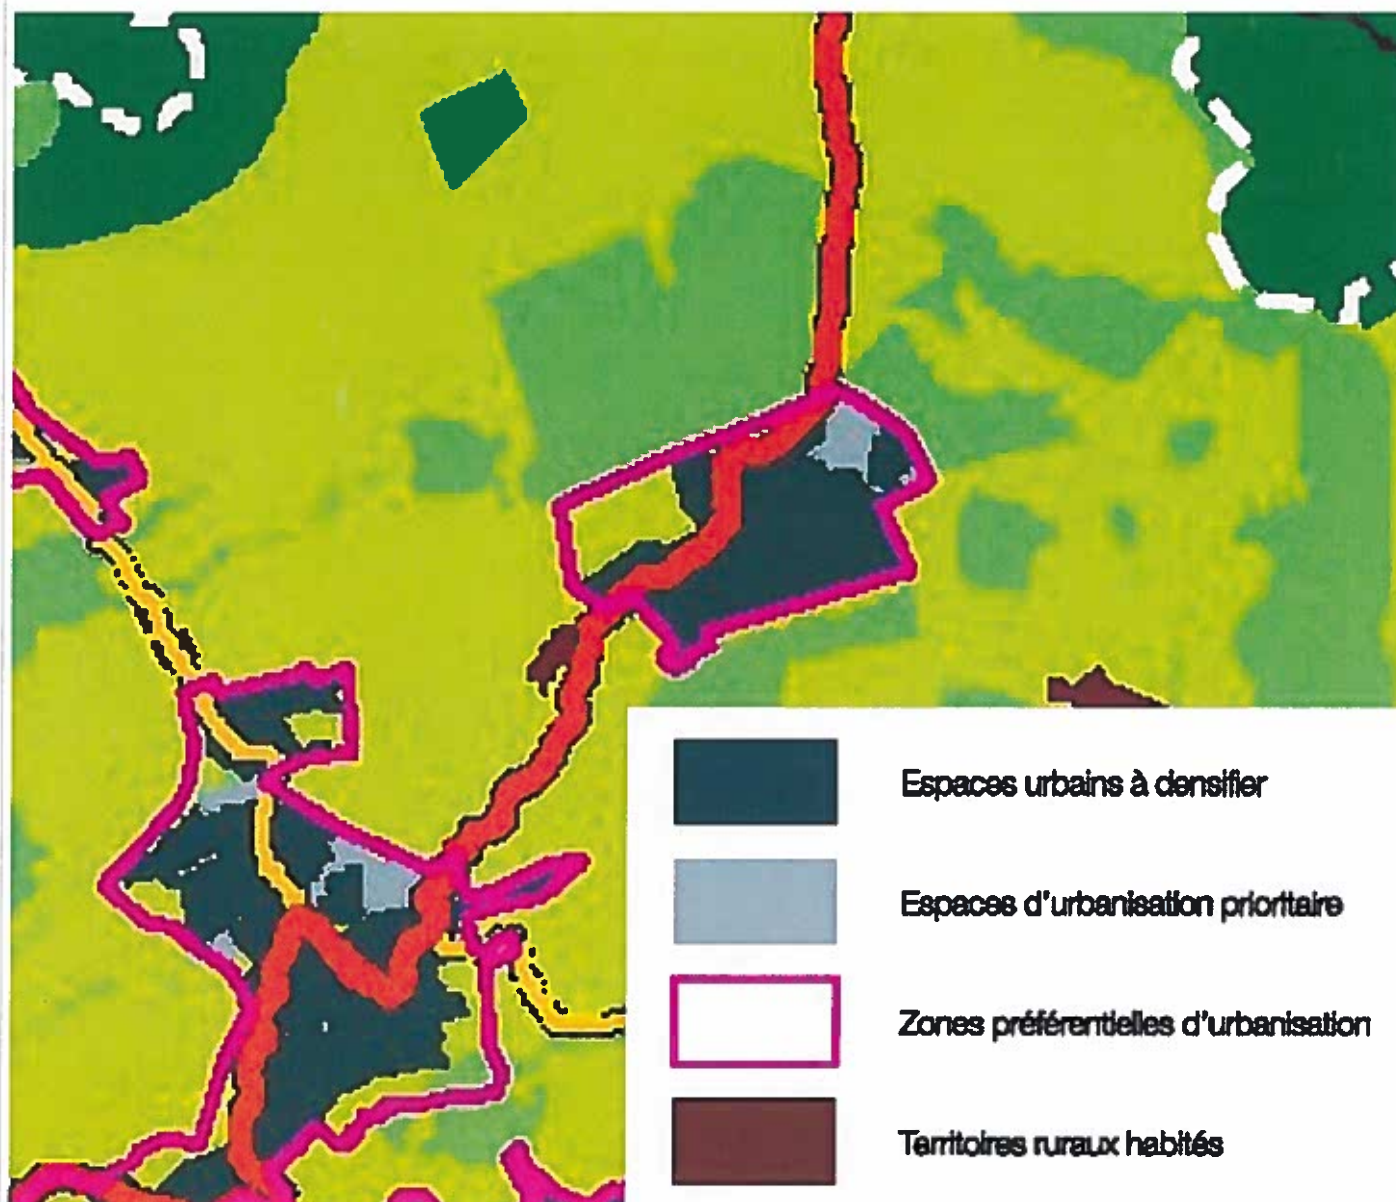 Espaces urbains à densifier
Espaces d'urbanisation prioritaire
Zones préférentielles d'urbanisation
Territoires ruraux habités